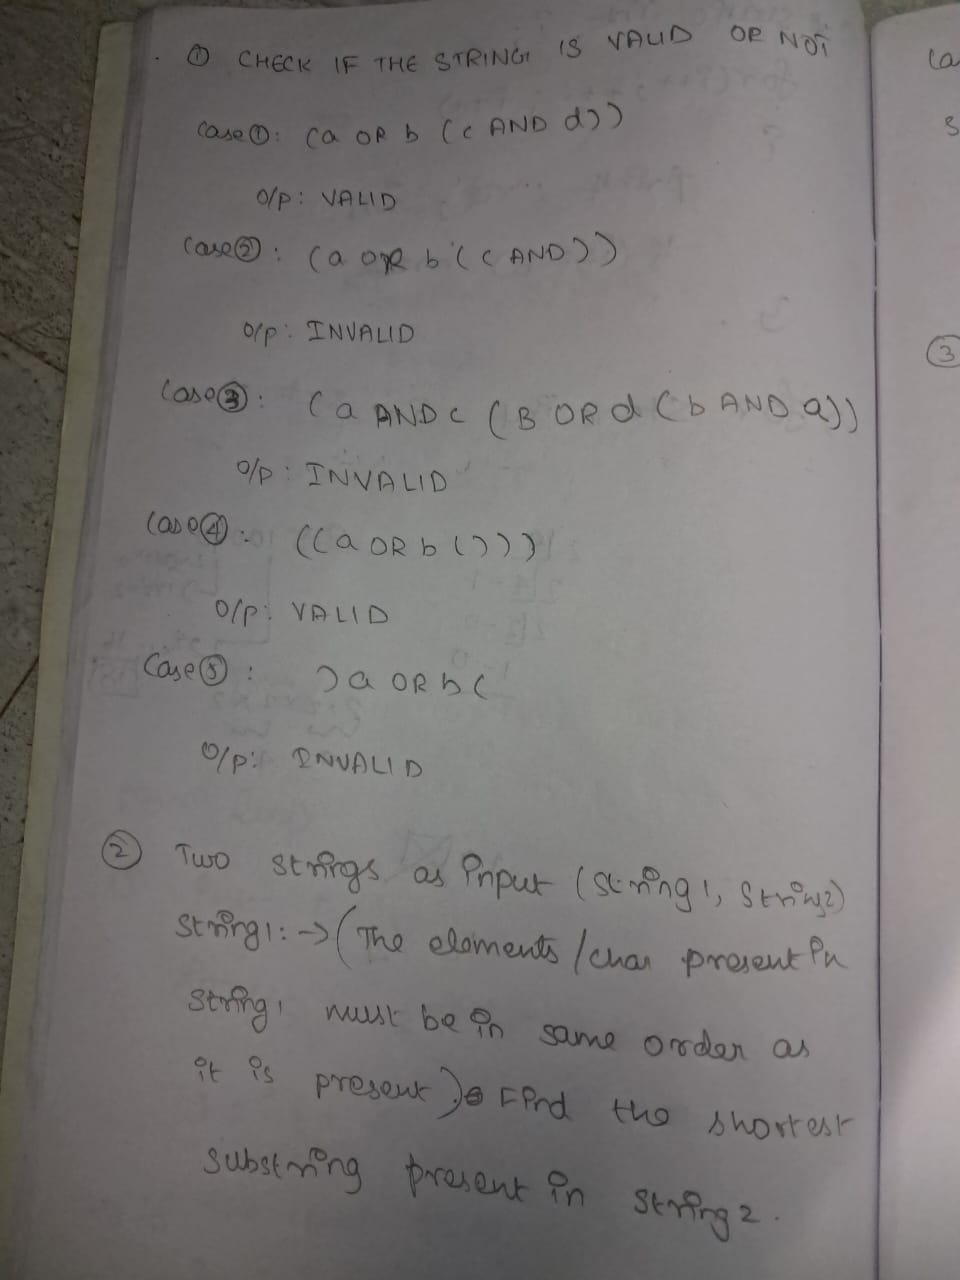 ① CHECK IF THE STRING IS VALID OR NOT
Case①: (a OR b (c AND d))
O/P: VALID
Case②: (a OR b (c AND))
O/P: INVALID
Case③: (a AND c (B OR d (b AND a))
O/P: INVALID
Case④: ((a OR b ()))
O/P: VALID
Case⑤: )a OR b(
O/P: INVALID
② Two strings as input (string1, string2)
string1: -> (The elements/char present in
string1 must be in same order as
it is present). Find the shortest
substring present in string2.
(a
S
③